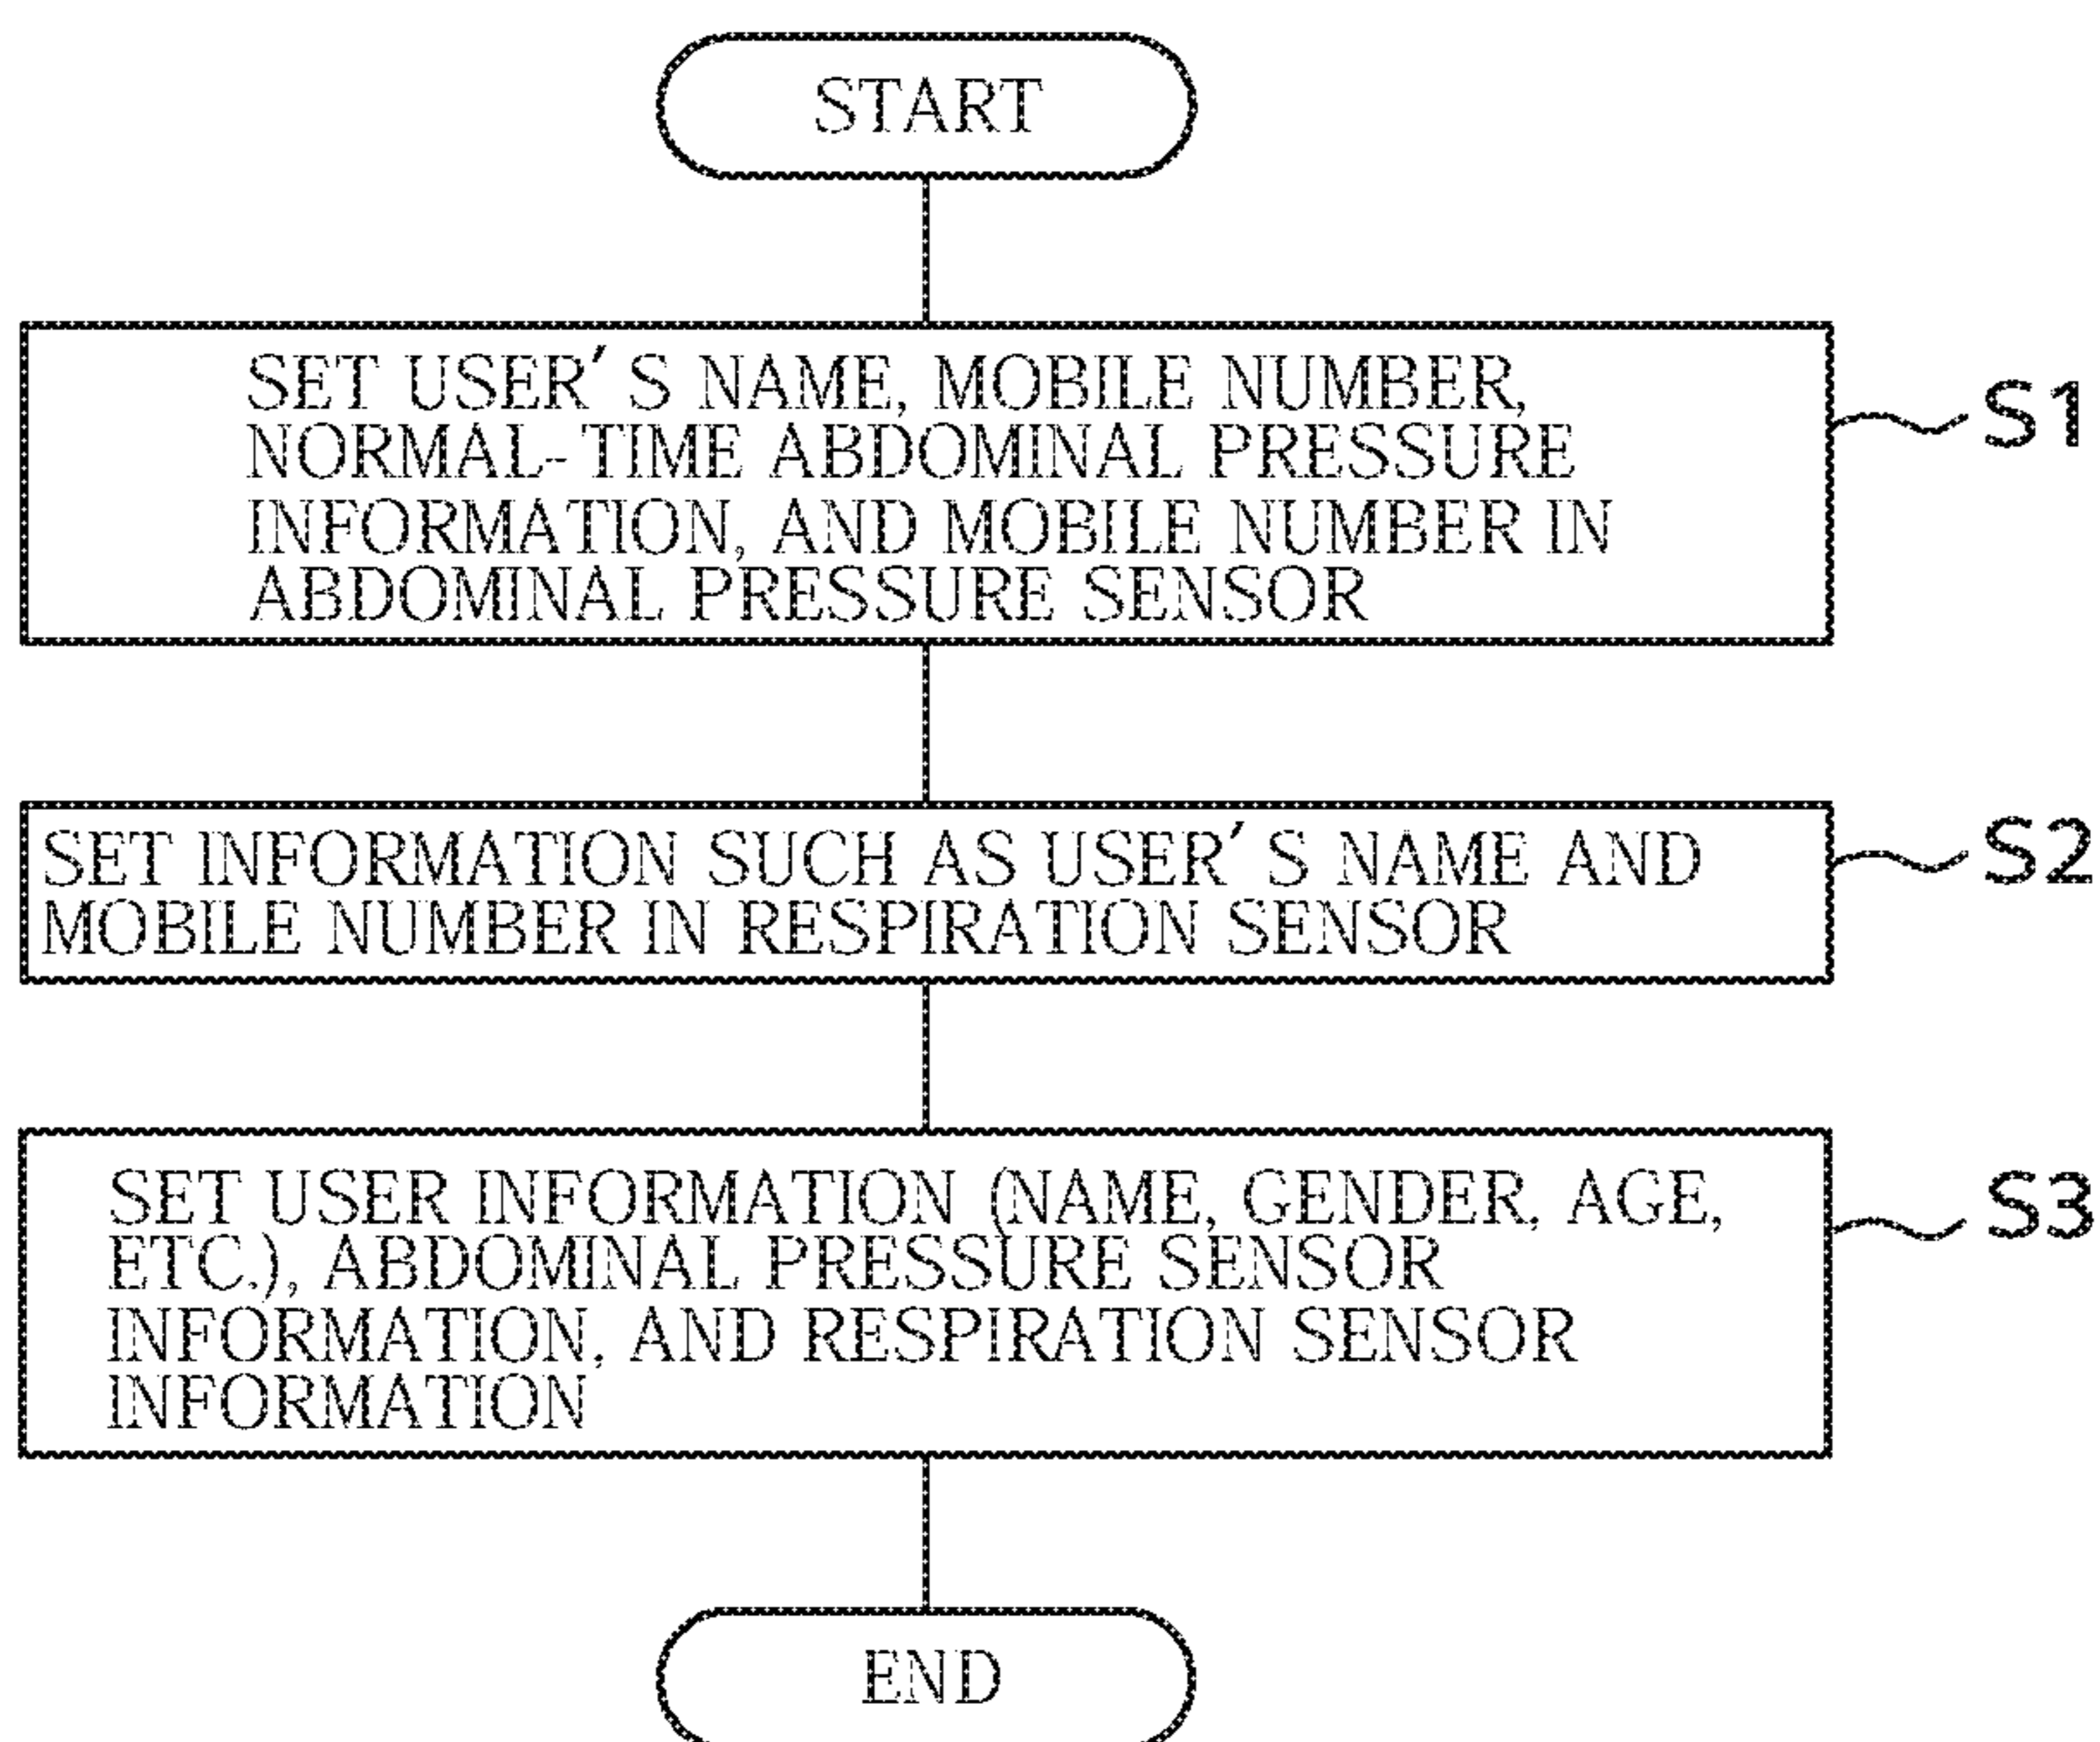 START
SET USER'S NAME, MOBILE NUMBER,
NORMAL-TIME ABDOMINAL PRESSURE
INFORMATION, AND MOBILE NUMBER IN
ABDOMINAL PRESSURE SENSOR
S1
SET INFORMATION SUCH AS USER'S NAME AND
MOBILE NUMBER IN RESPIRATION SENSOR
S2
SET USER INFORMATION (NAME, GENDER, AGE,
ETC.), ABDOMINAL PRESSURE SENSOR
INFORMATION, AND RESPIRATION SENSOR
INFORMATION
S3
END